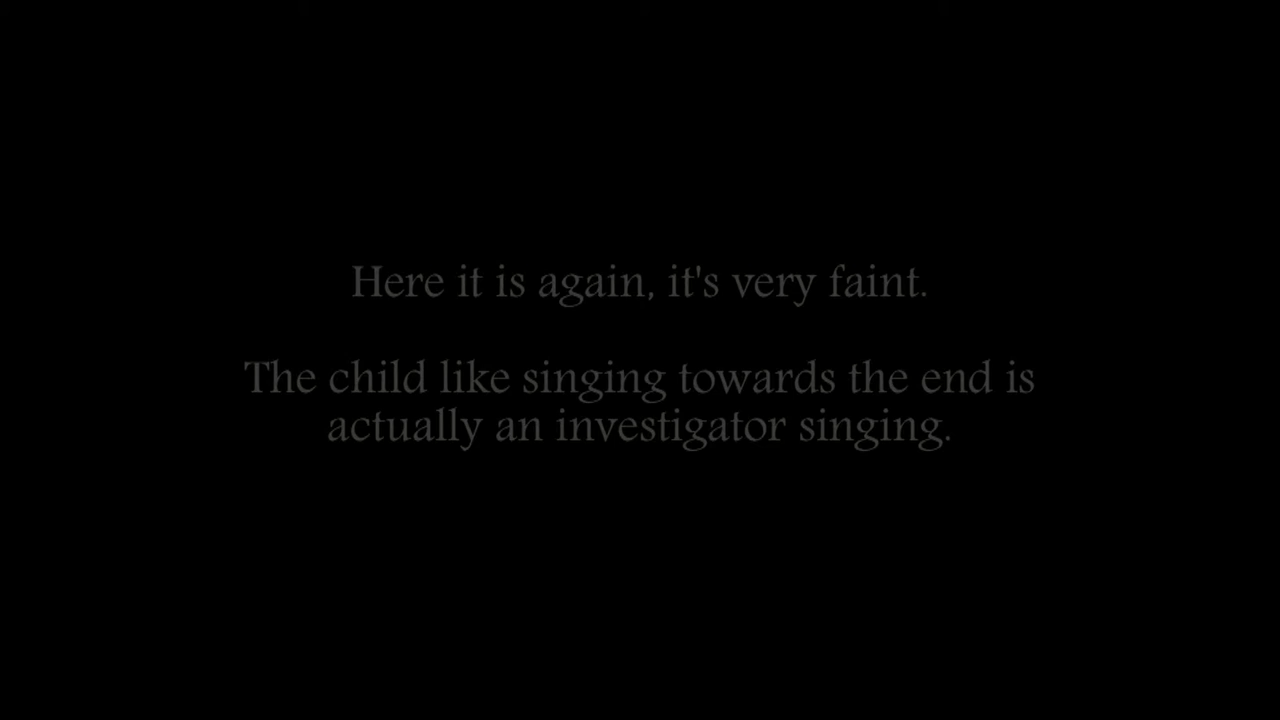 Here it is again, it's very faint.
The child like singing towards the end is
actually an investigator singing.